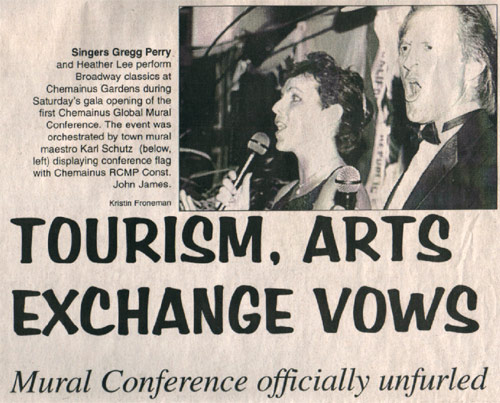 Singers Gregg Perry
and Heather Lee perform
Broadway classics at
Chemainus Gardens during
Saturday's gala opening of the
first Chemainus Global Mural
Conference. The event was
orchestrated by town mural
maestro Karl Schutz (below,
left) displaying conference flag
with Chemainus RCMP Const.
John James.
Kristin Froneman
TOURISM, ARTS
EXCHANGE VOWS
Mural Conference officially unfurled